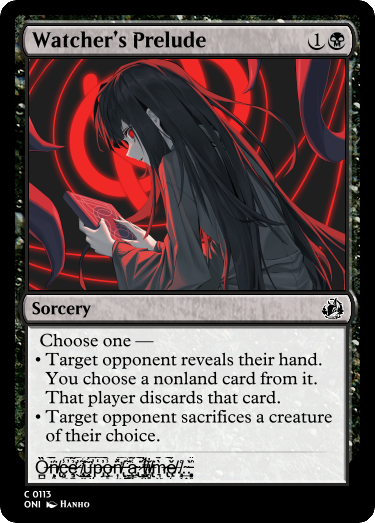 Watcher's Prelude
1
Sorcery
Choose one —
• Target opponent reveals their hand.
You choose a nonland card from it.
That player discards that card.
• Target opponent sacrifices a creature
of their choice.
Once upon a time...
C 0113
ONI Hanho